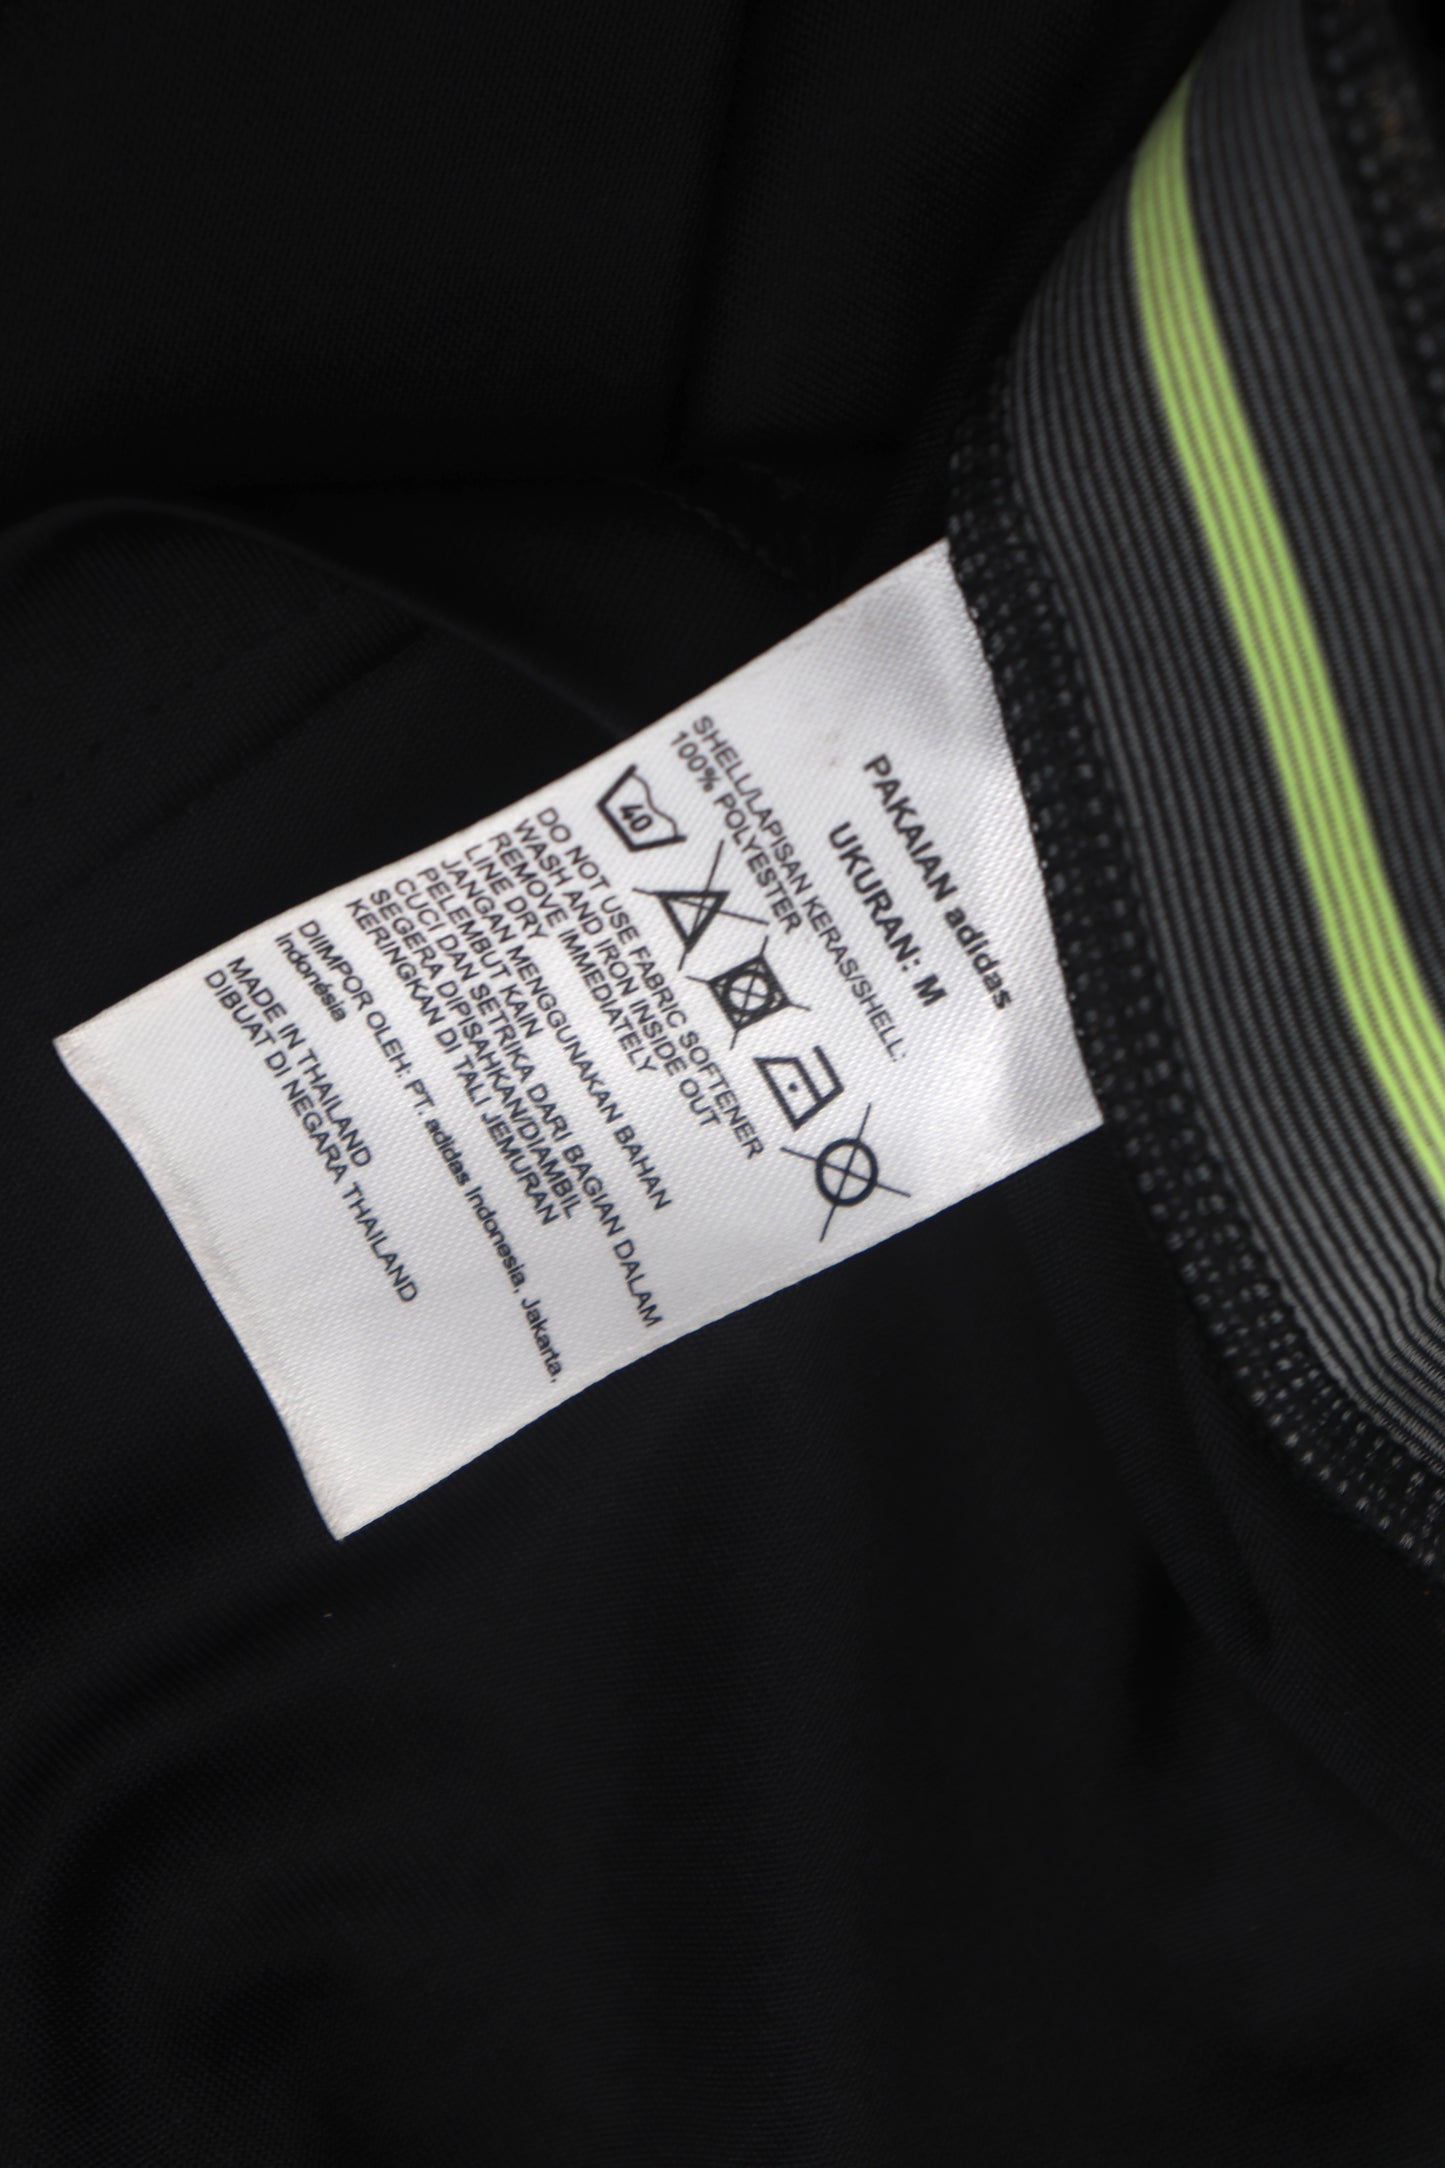 PAKAIAN adidas
UKURAN: M
SHELL/LAPISAN KERAS/SHELL:
100% POLYESTER
40
DO NOT USE FABRIC SOFTENER
WASH AND IRON INSIDE OUT
REMOVE IMMEDIATELY
LINE DRY
JANGAN MENGGUNAKAN BAHAN
PELEMBUT KAIN
CUCI DAN SETRIKA DARI BAGIAN DALAM
SEGERA DIPISAHKAN/DIAMBIL
KERINGKAN DI TALI JEMURAN
DIIMPOR OLEH: PT. adidas Indonesia, Jakarta,
Indonésia
MADE IN THAILAND
DIBUAT DI NEGARA THAILAND